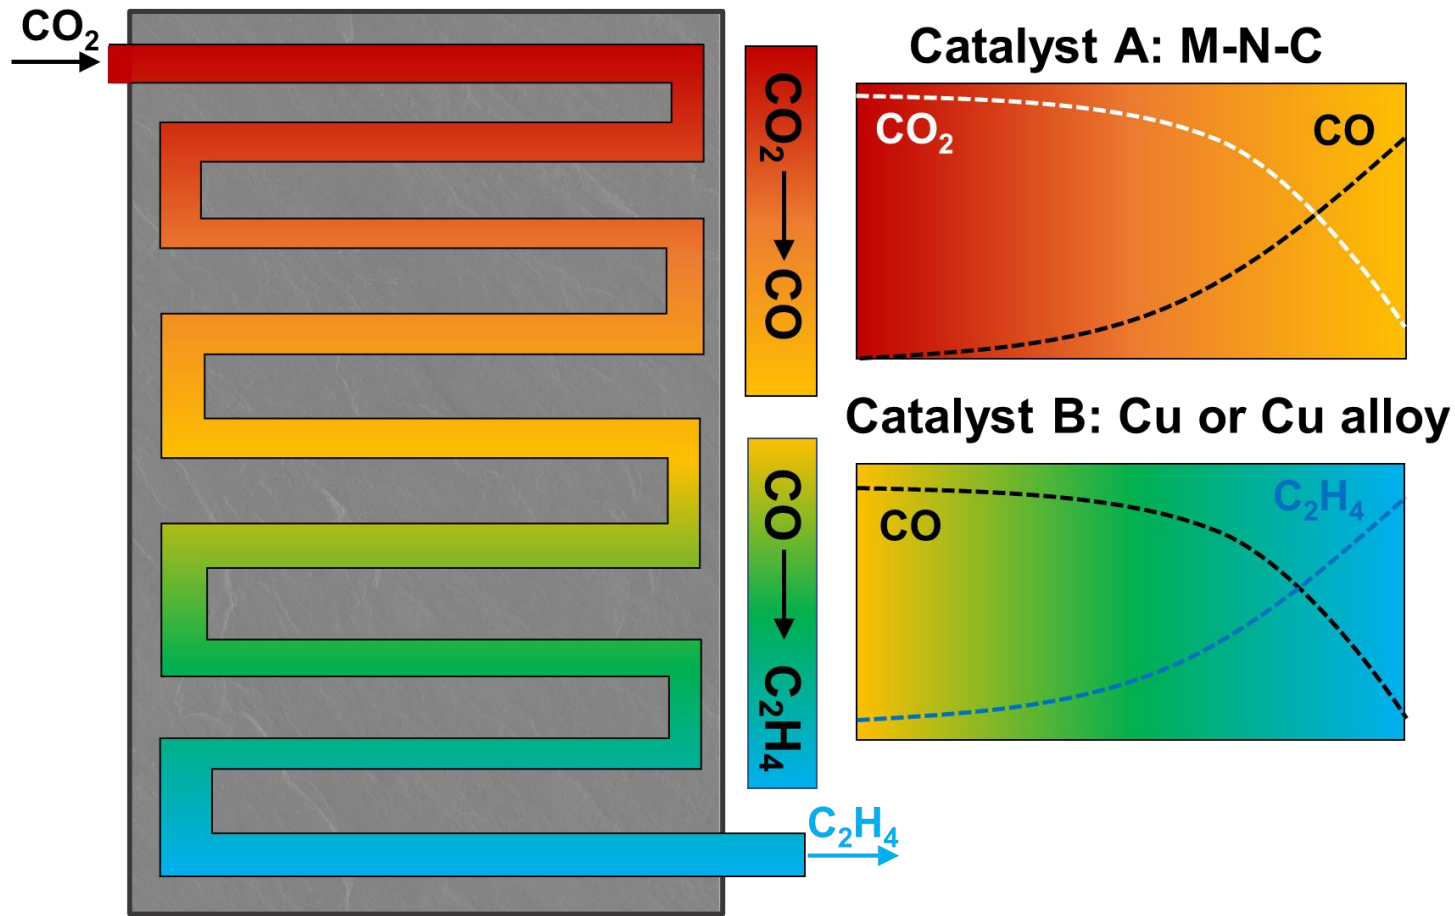 CO₂
CO₂ → CO
Catalyst A: M-N-C
CO₂
CO
Catalyst B: Cu or Cu alloy
CO → C₂H₄
CO
C₂H₄
C₂H₄